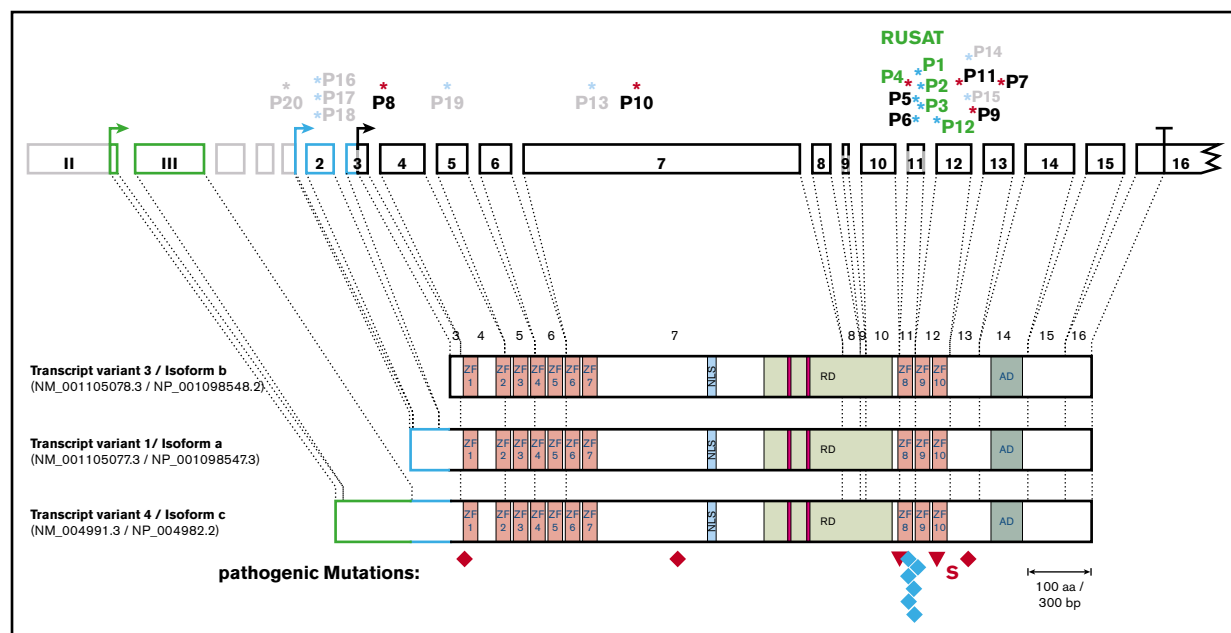 RUSAT
*P14
*P16
*P1
*
*
*
*
P4
*
*P11
*
P7
*P17
*P2
P20
P8
P19
P13
P10
P5
*P15
*P18
*P3
*P9
P6
*
*P12
II
III
2
3
4
5
6
7
8
9
10
11
12
13
14
15
16
3 4 5 6 7 8 9 10 11 12 13 14 15 16
Transcript variant 3 / Isoform b
(NM_001105078.3 / NP_001098548.2)
ZF 1
ZF 2
ZF 3
ZF 4
ZF 5
ZF 6
ZF 7
NLS
RD
ZF 8
ZF 9
ZF 10
AD
Transcript variant 1/ Isoform a
(NM_001105077.3 / NP_001098547.3)
ZF 1
ZF 2
ZF 3
ZF 4
ZF 5
ZF 6
ZF 7
NLS
RD
ZF 8
ZF 9
ZF 10
AD
Transcript variant 4 / Isoform c
(NM_004991.3 / NP_004982.2)
ZF 1
ZF 2
ZF 3
ZF 4
ZF 5
ZF 6
ZF 7
NLS
RD
ZF 8
ZF 9
ZF 10
AD
pathogenic Mutations:
S
100 aa /
300 bp